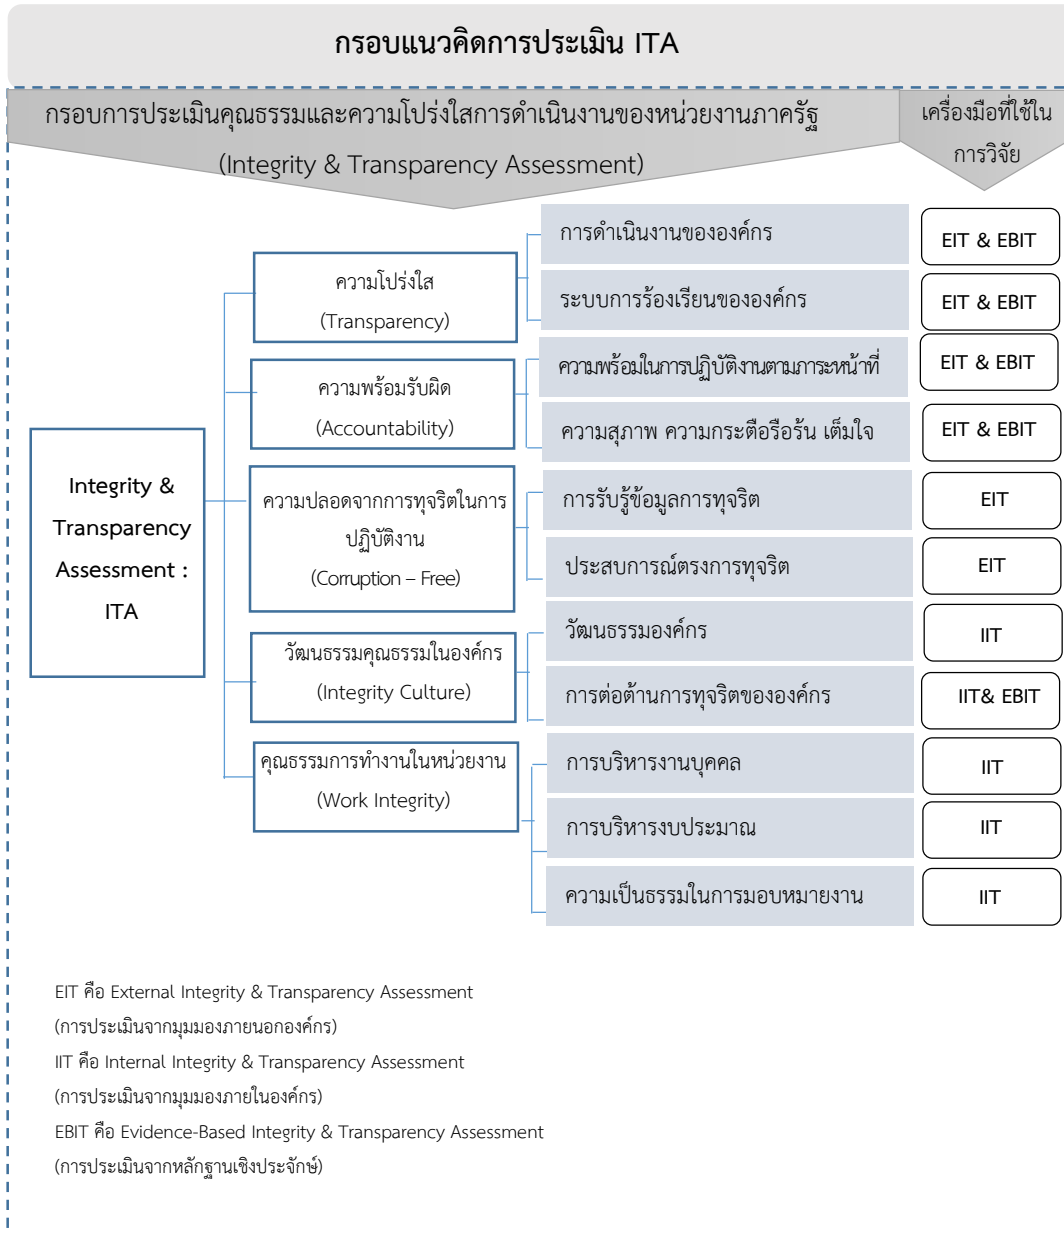 กรอบแนวคิดการประเมิน ITA
กรอบการประเมินคุณธรรมและความโปร่งใสการดำเนินงานของหน่วยงานภาครัฐ
(Integrity & Transparency Assessment)
เครื่องมือที่ใช้ใน
การวิจัย
Integrity &
Transparency
Assessment :
ITA
ความโปร่งใส
(Transparency)
การดำเนินงานขององค์กร
EIT & EBIT
ระบบการร้องเรียนขององค์กร
EIT & EBIT
ความพร้อมรับผิด
(Accountability)
ความพร้อมในการปฏิบัติงานตามภาระหน้าที่
EIT & EBIT
ความสุภาพ ความกระตือรือร้น เต็มใจ
EIT & EBIT
ความปลอดจากการทุจริตในการ
ปฏิบัติงาน
(Corruption – Free)
การรับรู้ข้อมูลการทุจริต
EIT
ประสบการณ์ตรงการทุจริต
EIT
วัฒนธรรมคุณธรรมในองค์กร
(Integrity Culture)
วัฒนธรรมองค์กร
IIT
การต่อต้านการทุจริตขององค์กร
IIT& EBIT
คุณธรรมการทำงานในหน่วยงาน
(Work Integrity)
การบริหารงานบุคคล
IIT
การบริหารงบประมาณ
IIT
ความเป็นธรรมในการมอบหมายงาน
IIT
EIT คือ External Integrity & Transparency Assessment
(การประเมินจากมุมมองภายนอกองค์กร)
IIT คือ Internal Integrity & Transparency Assessment
(การประเมินจากมุมมองภายในองค์กร)
EBIT คือ Evidence-Based Integrity & Transparency Assessment
(การประเมินจากหลักฐานเชิงประจักษ์)